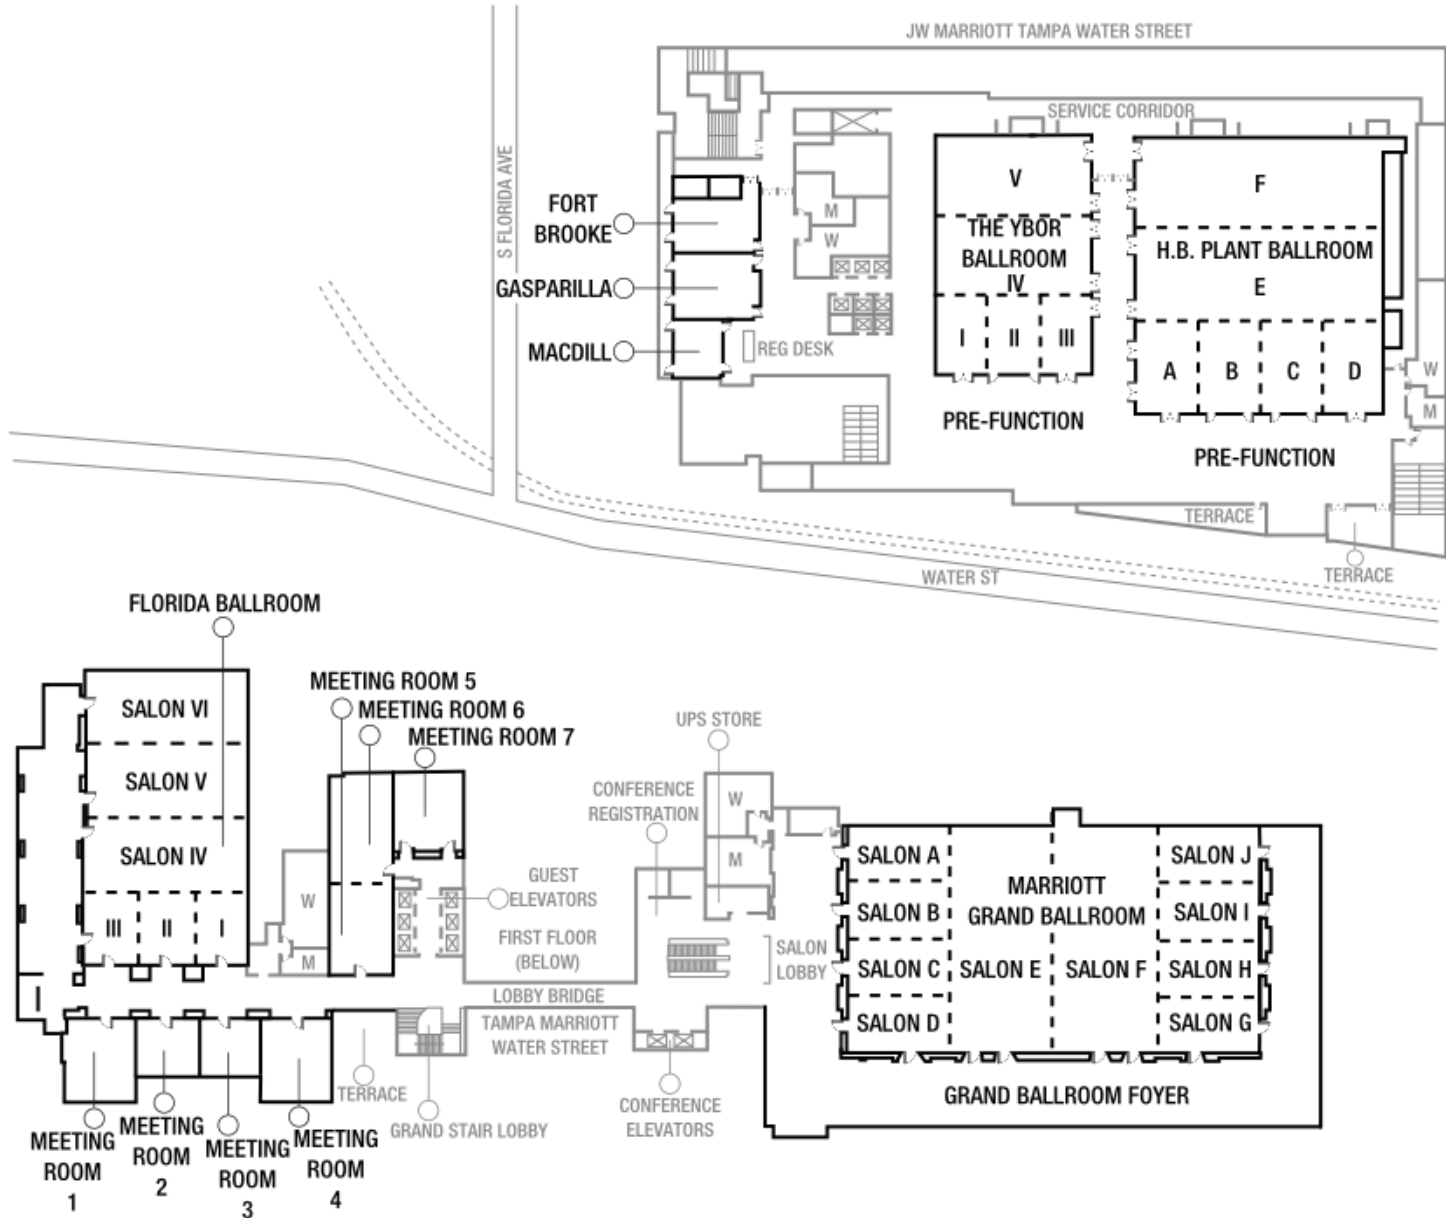 JW MARRIOTT TAMPA WATER STREET
SERVICE CORRIDOR
S FLORIDA AVE
FORT
BROOKE
GASPARILLA
MACDILL
REG DESK
M
W
V
THE YBOR
BALLROOM
IV
I
II
III
PRE-FUNCTION
F
H.B. PLANT BALLROOM
E
A
B
C
D
W
M
PRE-FUNCTION
TERRACE
TERRACE
WATER ST
FLORIDA BALLROOM
SALON VI
SALON V
SALON IV
III
II
I
MEETING ROOM 5
MEETING ROOM 6
MEETING ROOM 7
W
M
GUEST
ELEVATORS
FIRST FLOOR
(BELOW)
LOBBY BRIDGE
TAMPA MARRIOTT
WATER STREET
UPS STORE
CONFERENCE
REGISTRATION
W
M
SALON
LOBBY
SALON A
SALON B
SALON C
SALON D
MARRIOTT
GRAND BALLROOM
SALON E
SALON F
SALON J
SALON I
SALON H
SALON G
GRAND BALLROOM FOYER
MEETING
ROOM
1
MEETING
ROOM
2
MEETING
ROOM
3
MEETING
ROOM
4
TERRACE
GRAND STAIR LOBBY
CONFERENCE
ELEVATORS